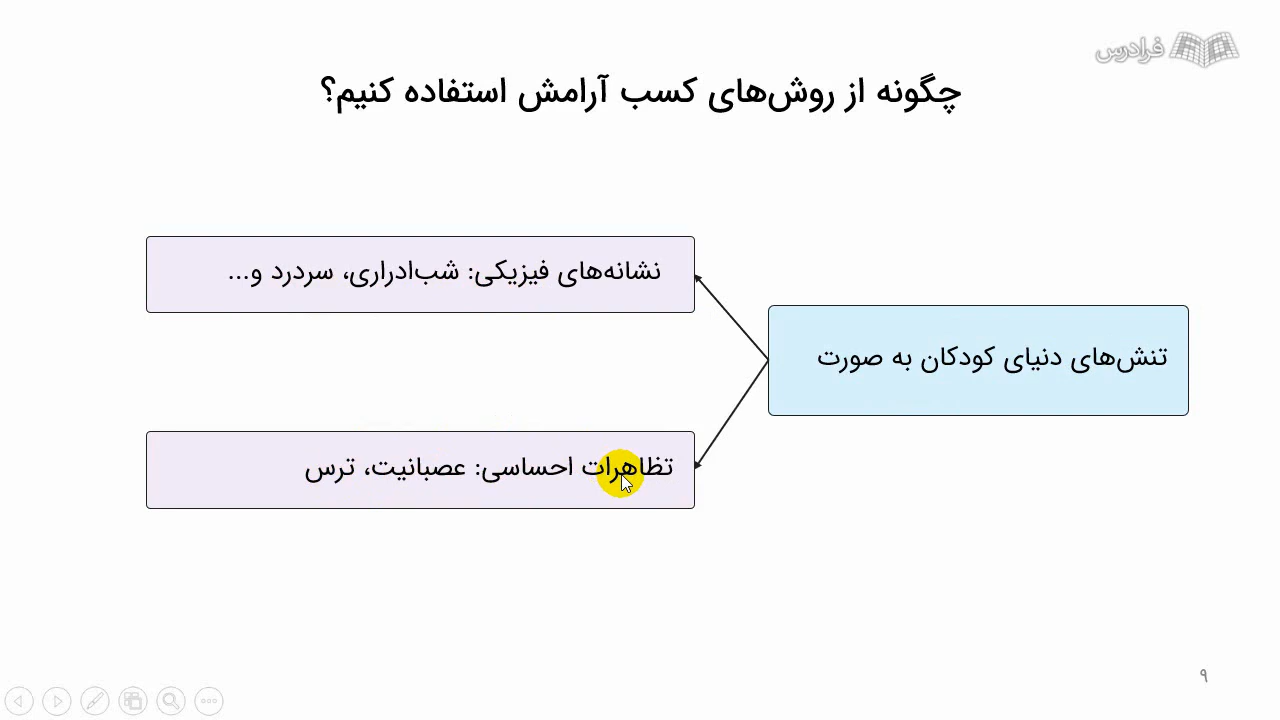 فرادرس
چگونه از روش‌های کسب آرامش استفاده کنیم؟
تنش‌های دنیای کودکان به صورت
نشانه‌های فیزیکی: شب‌ادراری، سردرد و...
تظاهرات احساسی: عصبانیت، ترس
۹